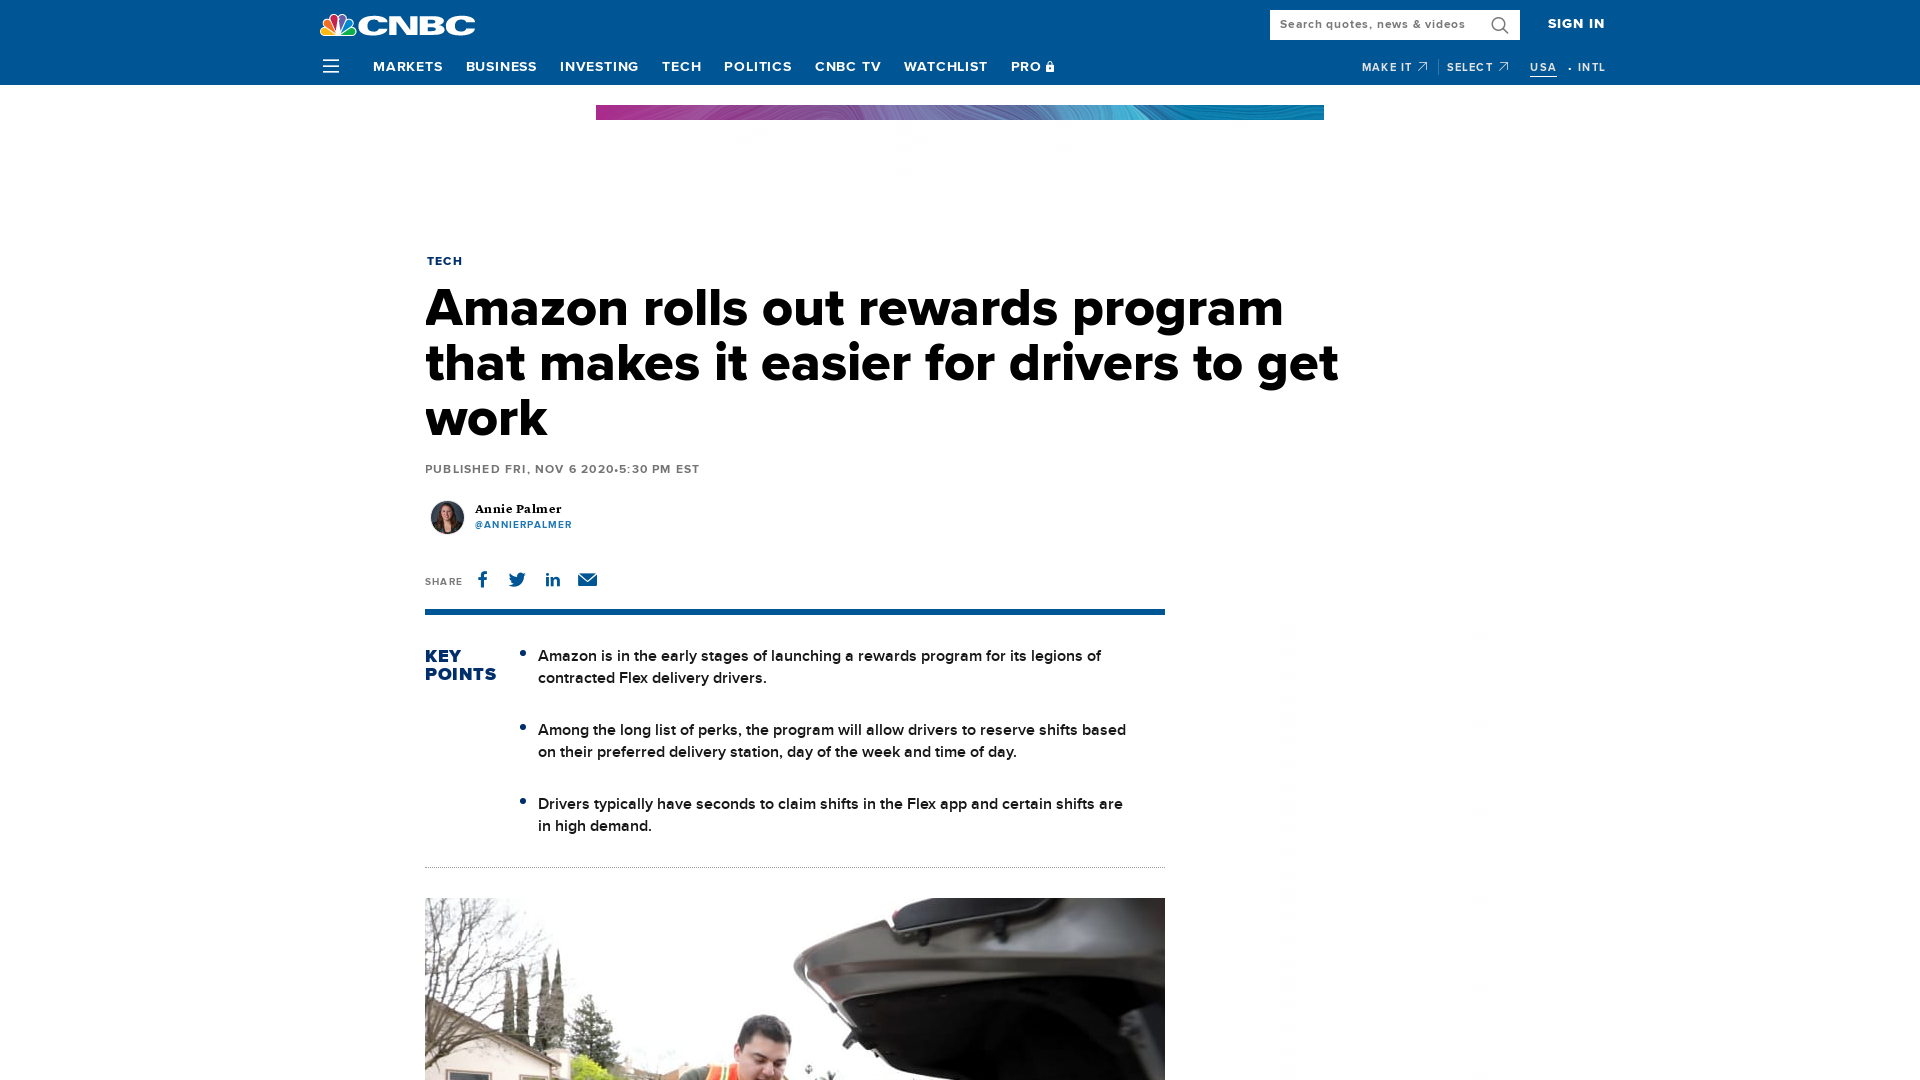 CNBC
Search quotes, news & videos
SIGN IN
MARKETS
BUSINESS
INVESTING
TECH
POLITICS
CNBC TV
WATCHLIST
PRO
MAKE IT
SELECT
USA
• INTL
TECH
Amazon rolls out rewards program
that makes it easier for drivers to get
work
PUBLISHED FRI, NOV 6 2020•5:30 PM EST
Annie Palmer
@ANNIERPALMER
SHARE
KEY
POINTS
• Amazon is in the early stages of launching a rewards program for its legions of
contracted Flex delivery drivers.
• Among the long list of perks, the program will allow drivers to reserve shifts based
on their preferred delivery station, day of the week and time of day.
• Drivers typically have seconds to claim shifts in the Flex app and certain shifts are
in high demand.